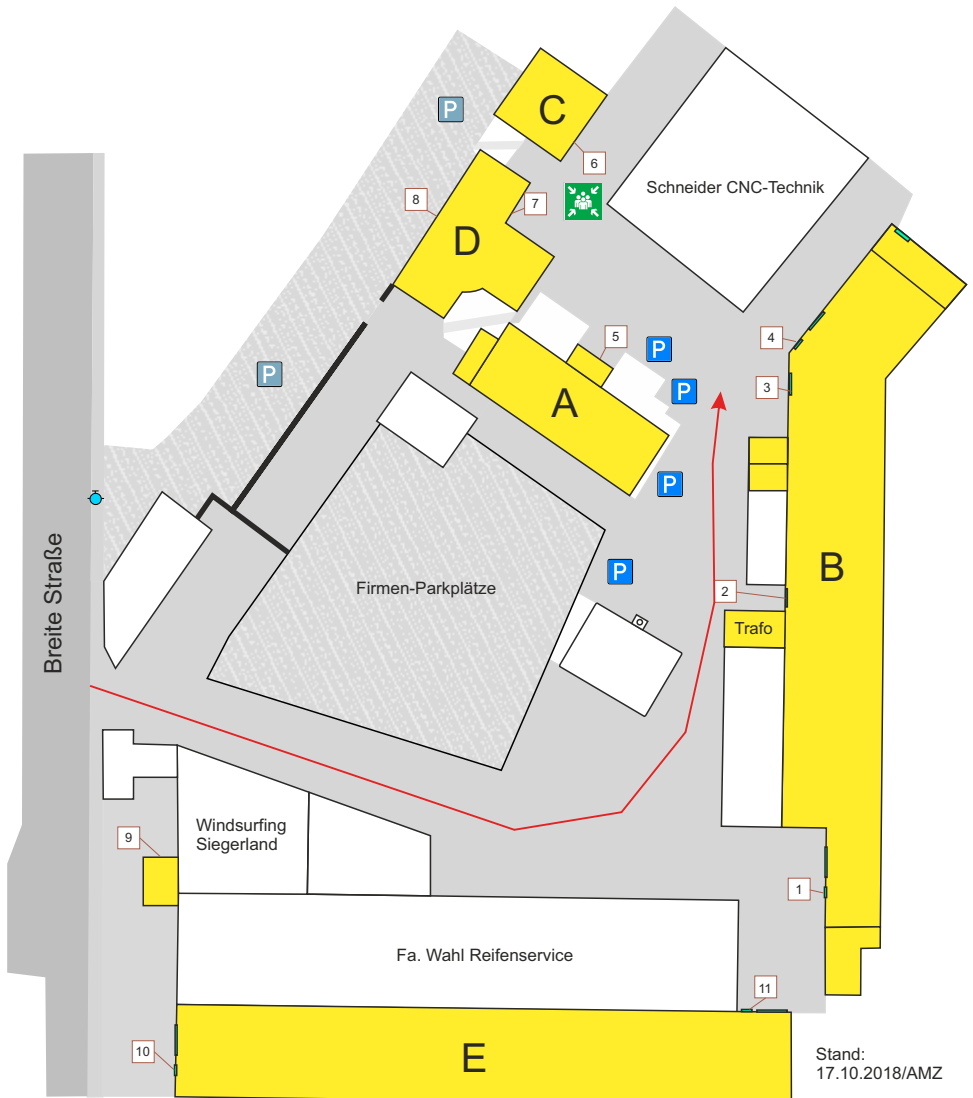 P
C
6
Schneider CNC-Technik
8
7
D
4
5
P
3
P
P
A
P
P
Breite Straße
B
P
Firmen-Parkplätze
2
Trafo
Windsurfing
Siegerland
9
1
Fa. Wahl Reifenservice
11
10
E
Stand:
17.10.2018/AMZ